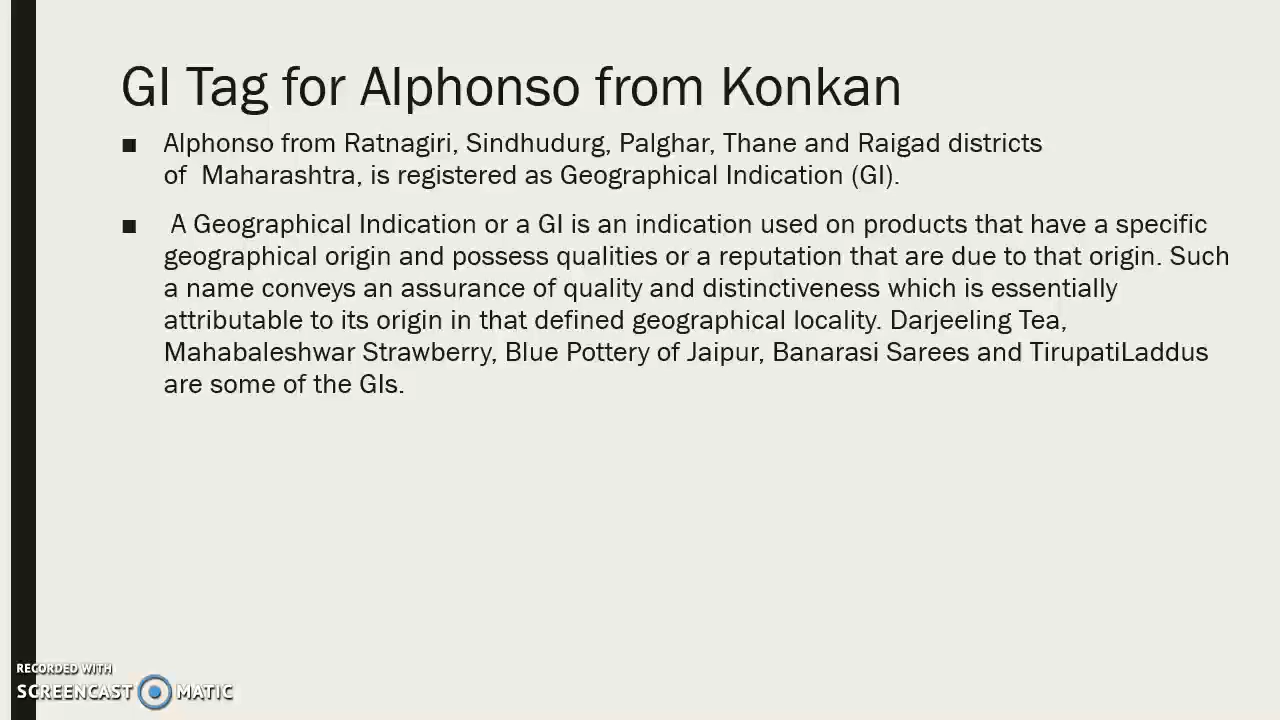 GI Tag for Alphonso from Konkan
■ Alphonso from Ratnagiri, Sindhudurg, Palghar, Thane and Raigad districts
of  Maharashtra, is registered as Geographical Indication (GI).
■ A Geographical Indication or a GI is an indication used on products that have a specific
geographical origin and possess qualities or a reputation that are due to that origin. Such
a name conveys an assurance of quality and distinctiveness which is essentially
attributable to its origin in that defined geographical locality. Darjeeling Tea,
Mahabaleshwar Strawberry, Blue Pottery of Jaipur, Banarasi Sarees and TirupatiLaddus
are some of the GIs.
RECORDED WITH
SCREENCAST MATIC